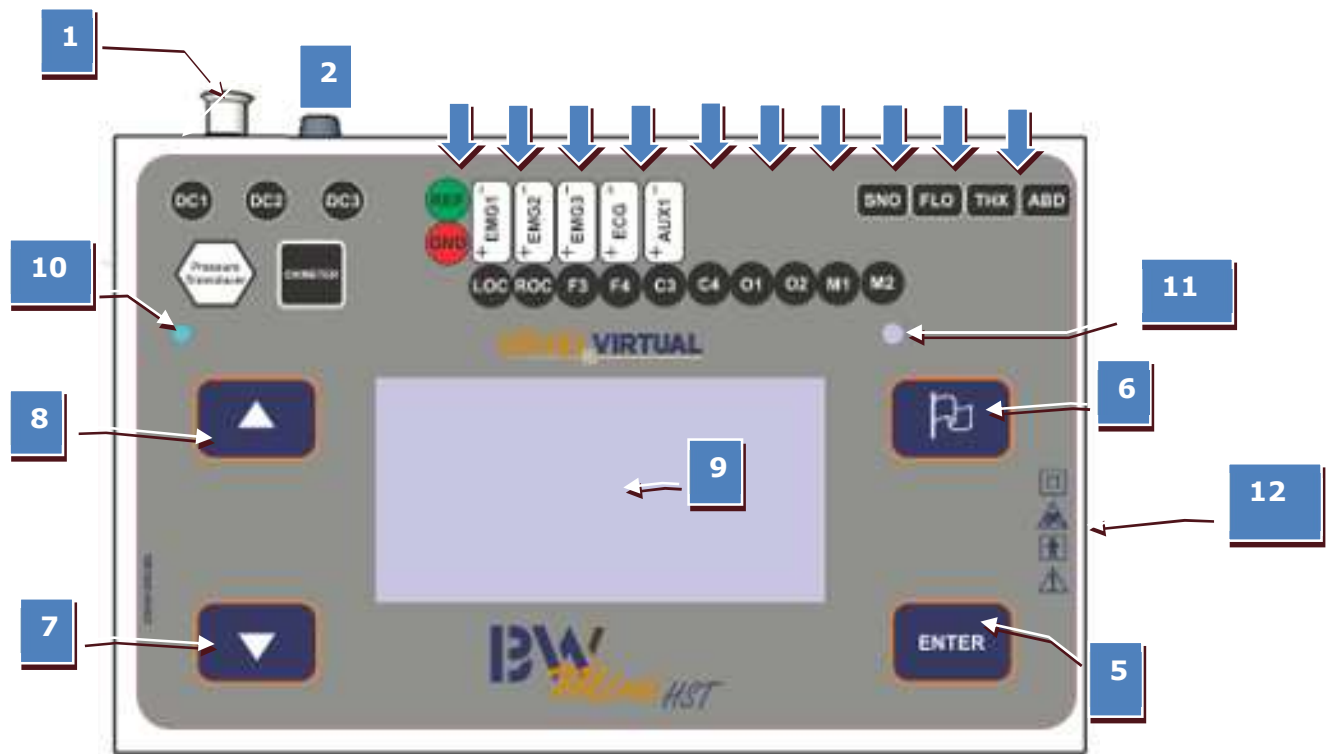 1
2
DC1 DC2 DC3
REF
GND
+ EMG1 -
+ EMG2 -
+ EMG3 -
+ ECG -
+ AUX1 -
SNO FLO THX ABD
LOC ROC F3 F4 C3 C4 O1 O2 M1 M2
Pressure
Transducer
10
11
VIRTUAL
8
6
9
12
7
ENTER
5
BW
HST